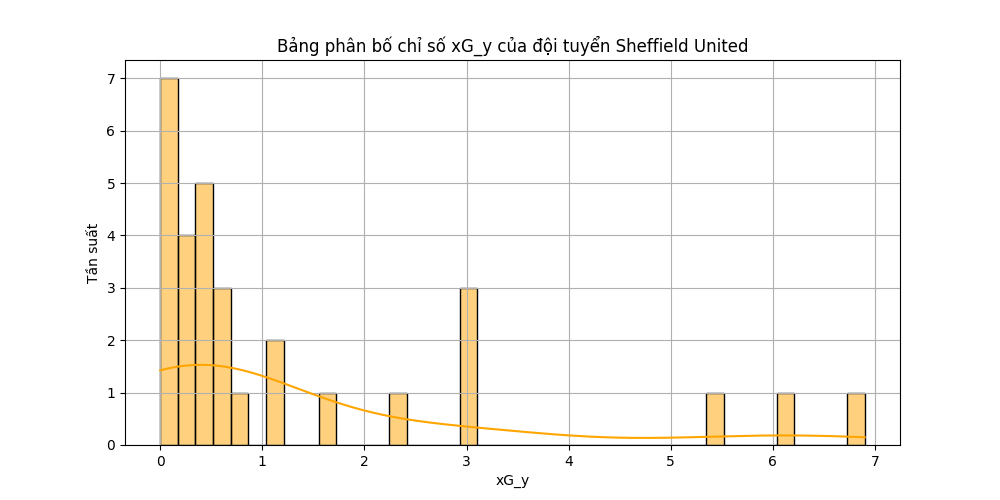 Bảng phân bố chỉ số xG_y của đội tuyển Sheffield United
7
6
5
4
3
2
1
0
Tần suất
0 1 2 3 4 5 6 7
xG_y